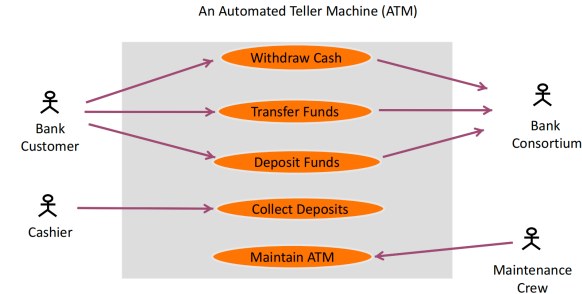 An Automated Teller Machine (ATM)
Withdraw Cash
Transfer Funds
Deposit Funds
Collect Deposits
Maintain ATM
Bank
Customer
Cashier
Bank
Consortium
Maintenance
Crew